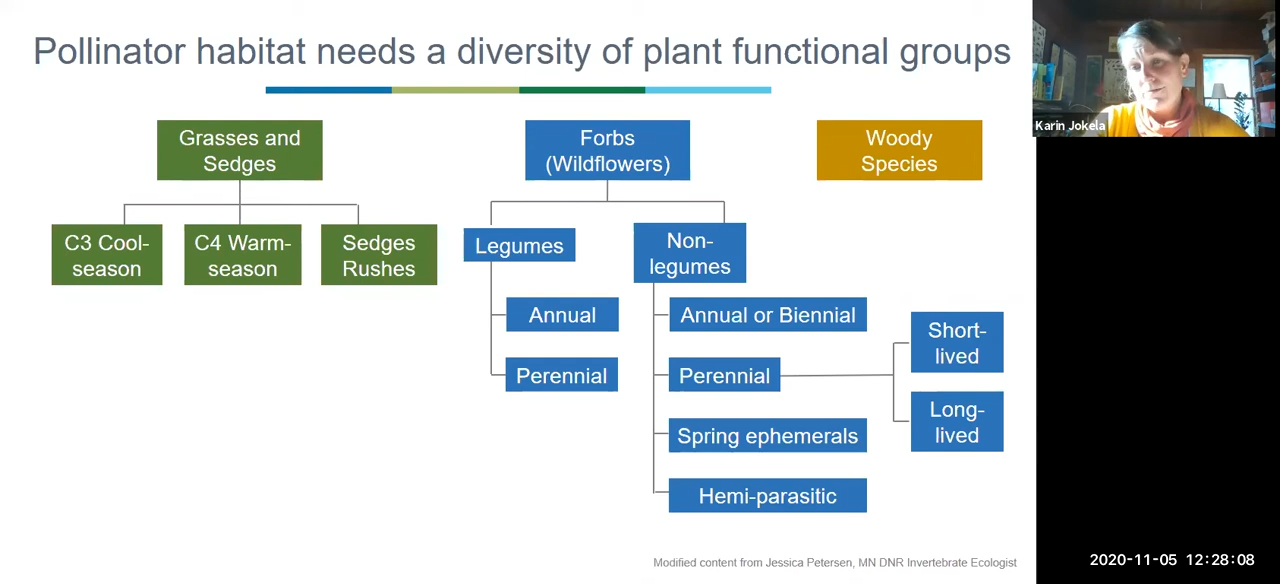 Pollinator habitat needs a diversity of plant functional groups
Karin Jokela
Grasses and
Sedges
Forbs
(Wildflowers)
Woody
Species
C3 Cool-
season
C4 Warm-
season
Sedges
Rushes
Legumes
Non-
legumes
Annual
Perennial
Annual or Biennial
Perennial
Short-
lived
Long-
lived
Spring ephemerals
Hemi-parasitic
Modified content from Jessica Petersen, MN DNR Invertebrate Ecologist
2020-11-05 12:28:08